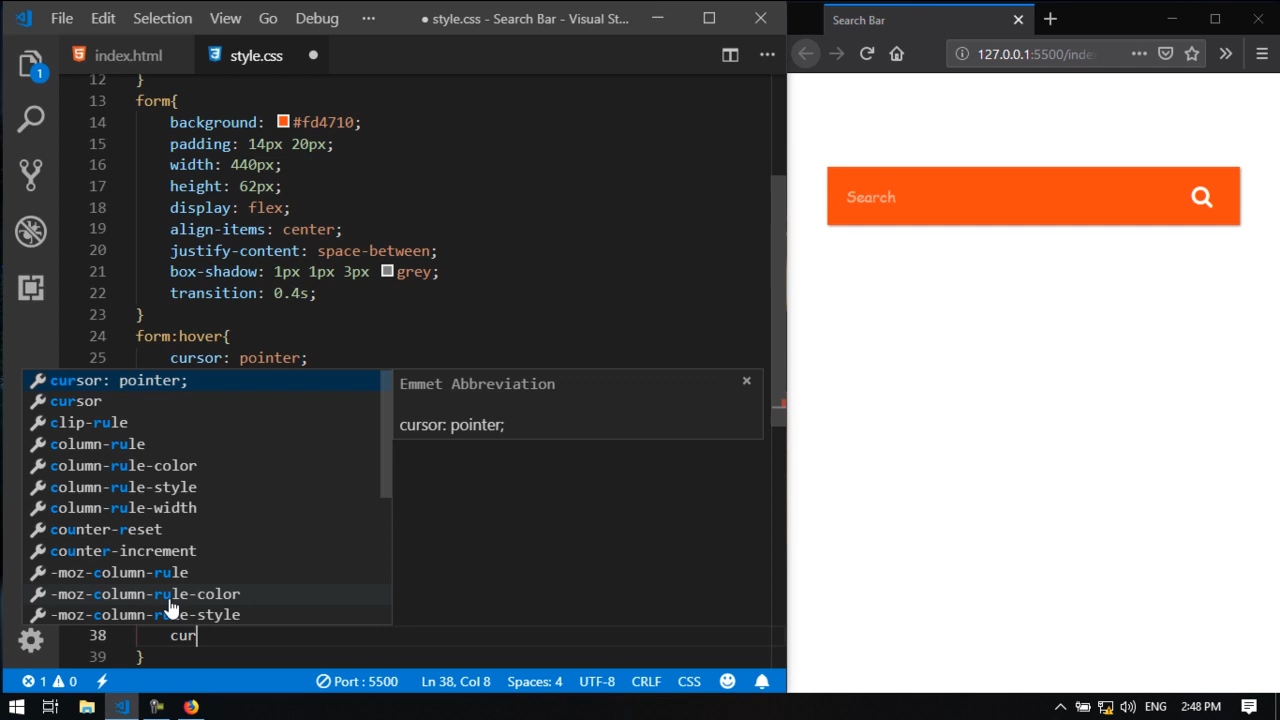 File Edit Selection View Go Debug ··· ● style.css - Search Bar - Visual St...
Search Bar
index.html
style.css
127.0.0.1:5500/inde
1
12 }
13 form{
14 background: #fd4710;
15 padding: 14px 20px;
16 width: 440px;
17 height: 62px;
18 display: flex;
19 align-items: center;
20 justify-content: space-between;
21 box-shadow: 1px 1px 3px grey;
22 transition: 0.4s;
23 }
24 form:hover{
25 cursor: pointer;
cursor: pointer;
cursor
clip-rule
column-rule
column-rule-color
column-rule-style
column-rule-width
counter-reset
counter-increment
-moz-column-rule
-moz-column-rule-color
-moz-column-rule-style
Emmet Abbreviation
cursor: pointer;
38 cur
39 }
Search
1 0 Port : 5500 Ln 38, Col 8 Spaces: 4 UTF-8 CRLF CSS
ENG 2:48 PM